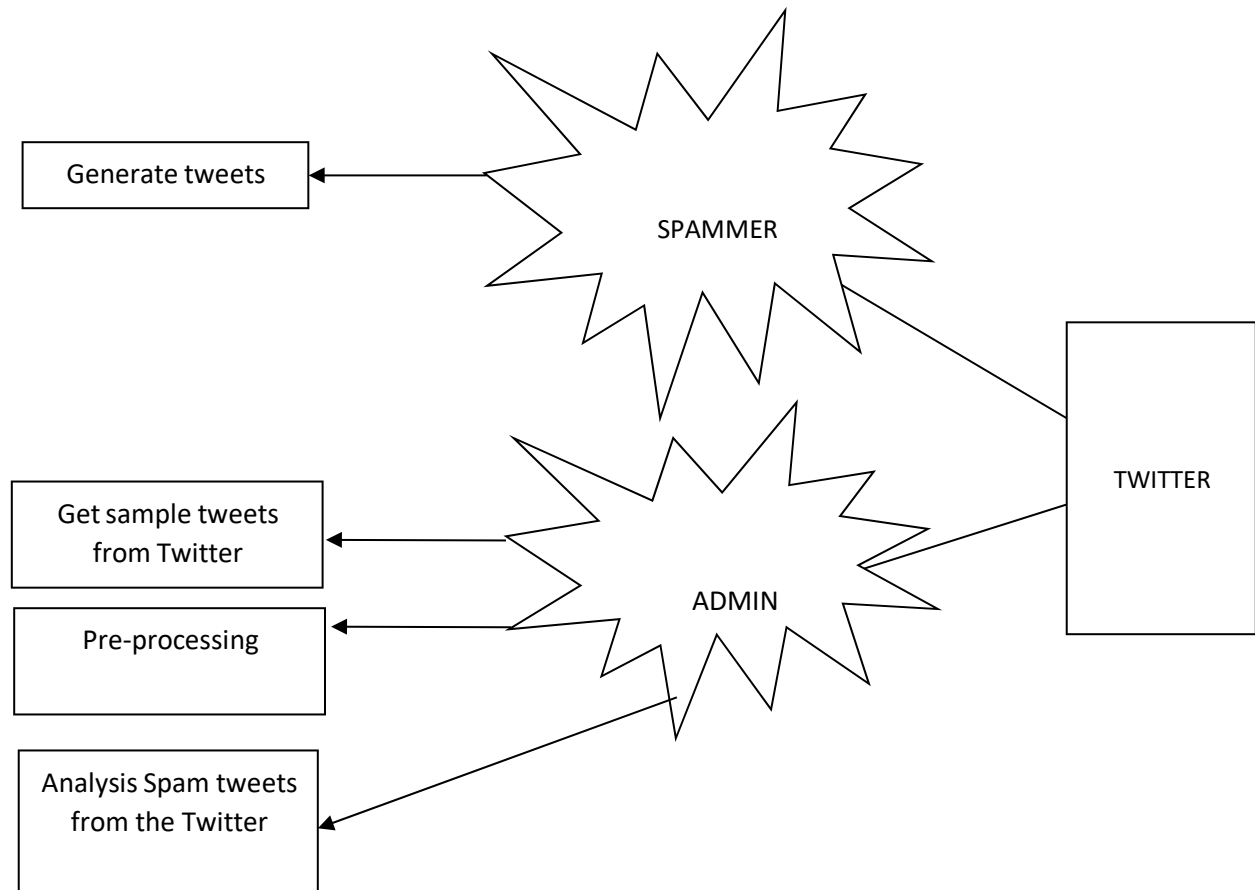 Generate tweets
SPAMMER
TWITTER
Get sample tweets
from Twitter
ADMIN
Pre-processing
Analysis Spam tweets
from the Twitter